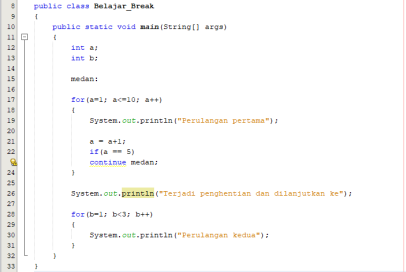 8 public class Belajar_Break
9 {
10 public static void main(String[] args)
11 {
12 int a;
13 int b;
14
15 medan:
16
17 for(a=1; a<=10; a++)
18 {
19 System.out.println("Perulangan pertama");
20
21 a = a+1;
22 if(a == 5)
continue medan;
24 }
25
26 System.out.println("Terjadi penghentian dan dilanjutkan ke");
27
28 for(b=1; b<3; b++)
29 {
30 System.out.println("Perulangan kedua");
31 }
32 }
33 }